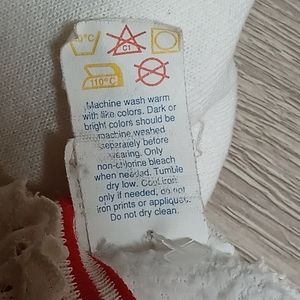 0°C Cl
110°C
Machine wash warm
with like colors. Dark or
bright colors should be
machine washed
separately before
wearing. Only
non-chlorine bleach
when needed. Tumble
dry low. Cool iron
only if needed, do not
iron prints or appliques.
Do not dry clean.